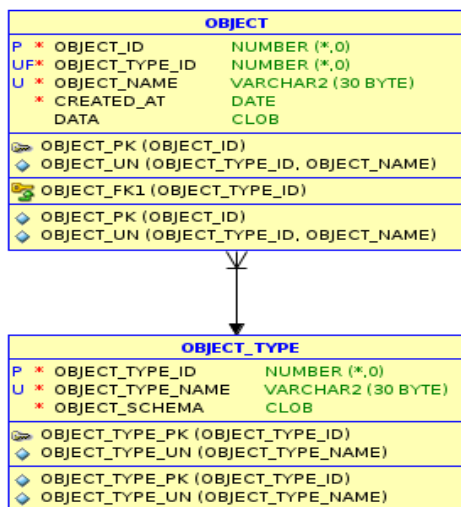 OBJECT
P * OBJECT_ID NUMBER (*,0)
UF* OBJECT_TYPE_ID NUMBER (*,0)
U * OBJECT_NAME VARCHAR2 (30 BYTE)
* CREATED_AT DATE
DATA CLOB
OBJECT_PK (OBJECT_ID)
OBJECT_UN (OBJECT_TYPE_ID, OBJECT_NAME)
OBJECT_FK1 (OBJECT_TYPE_ID)
OBJECT_PK (OBJECT_ID)
OBJECT_UN (OBJECT_TYPE_ID, OBJECT_NAME)
OBJECT_TYPE
P * OBJECT_TYPE_ID NUMBER (*,0)
U * OBJECT_TYPE_NAME VARCHAR2 (30 BYTE)
* OBJECT_SCHEMA CLOB
OBJECT_TYPE_PK (OBJECT_TYPE_ID)
OBJECT_TYPE_UN (OBJECT_TYPE_NAME)
OBJECT_TYPE_PK (OBJECT_TYPE_ID)
OBJECT_TYPE_UN (OBJECT_TYPE_NAME)